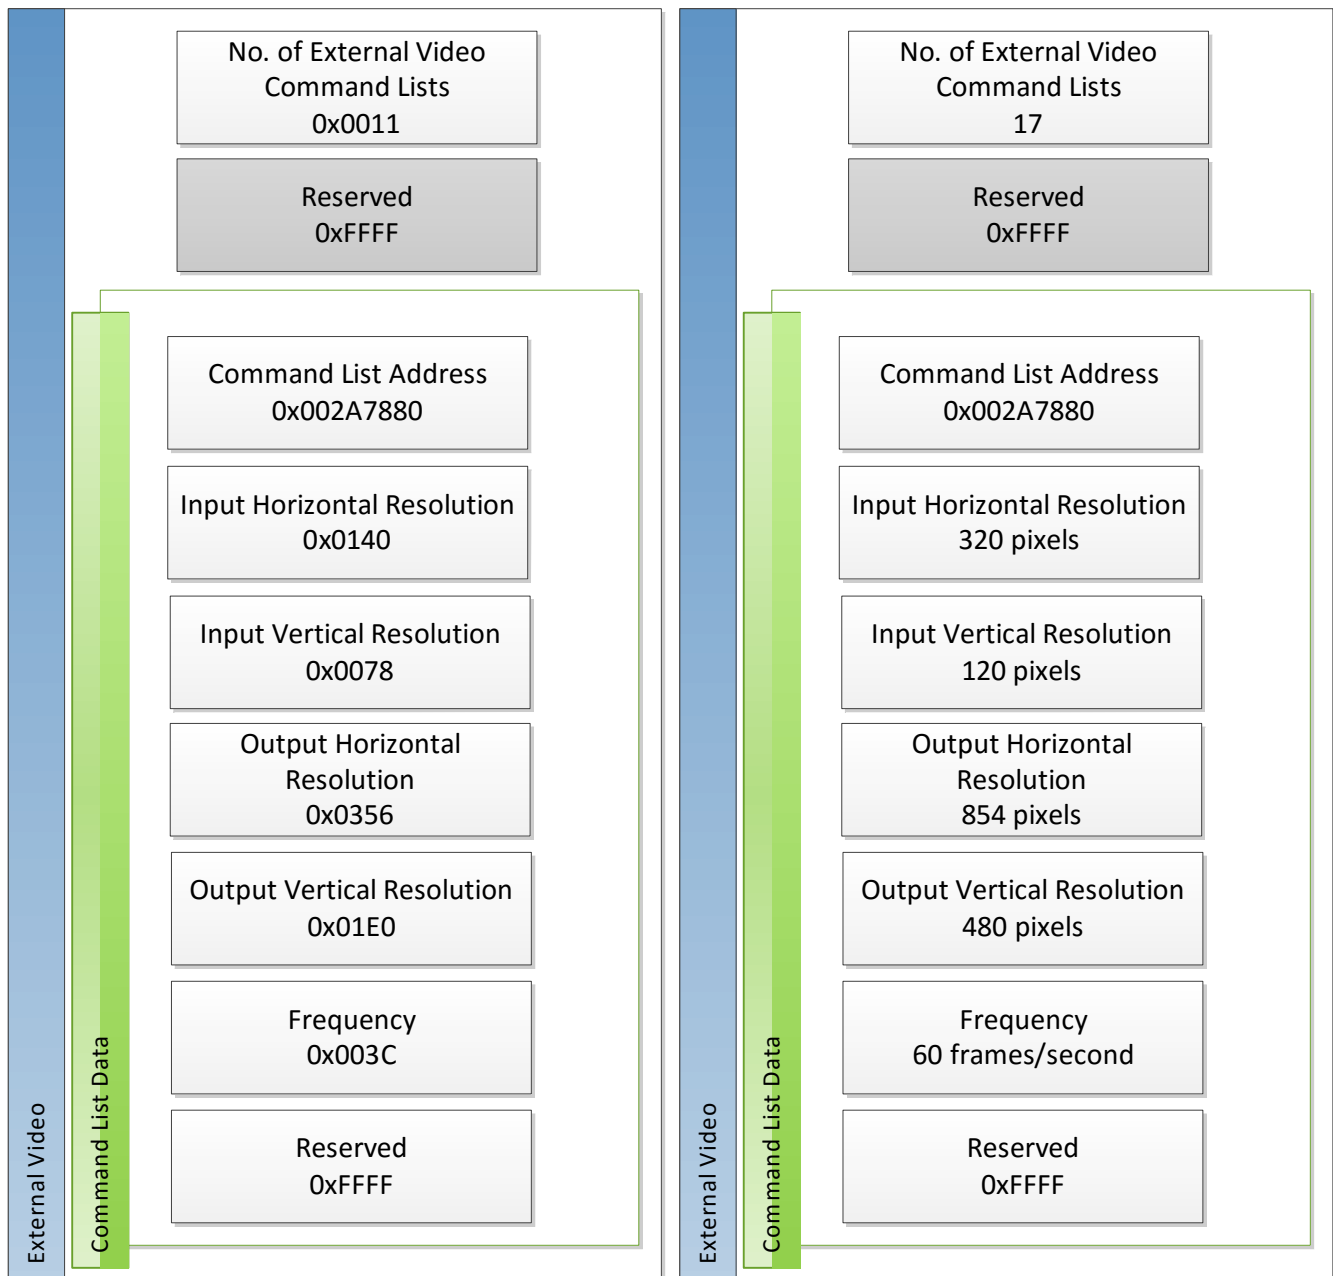 No. of External Video
Command Lists
0x0011
Reserved
0xFFFF
Command List Address
0x002A7880
Input Horizontal Resolution
0x0140
Input Vertical Resolution
0x0078
Output Horizontal
Resolution
0x0356
Output Vertical Resolution
0x01E0
Frequency
0x003C
Reserved
0xFFFF
Command List Data
External Video
No. of External Video
Command Lists
17
Reserved
0xFFFF
Command List Address
0x002A7880
Input Horizontal Resolution
320 pixels
Input Vertical Resolution
120 pixels
Output Horizontal
Resolution
854 pixels
Output Vertical Resolution
480 pixels
Frequency
60 frames/second
Reserved
0xFFFF
Command List Data
External Video